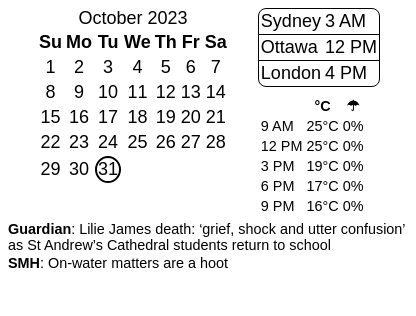 October 2023
Su Mo Tu We Th Fr Sa
1 2 3 4 5 6 7
8 9 10 11 12 13 14
15 16 17 18 19 20 21
22 23 24 25 26 27 28
29 30 31
Sydney 3 AM
Ottawa 12 PM
London 4 PM
°C ☂
9 AM 25°C 0%
12 PM 25°C 0%
3 PM 19°C 0%
6 PM 17°C 0%
9 PM 16°C 0%
Guardian: Lilie James death: ‘grief, shock and utter confusion’
as St Andrew’s Cathedral students return to school
SMH: On-water matters are a hoot